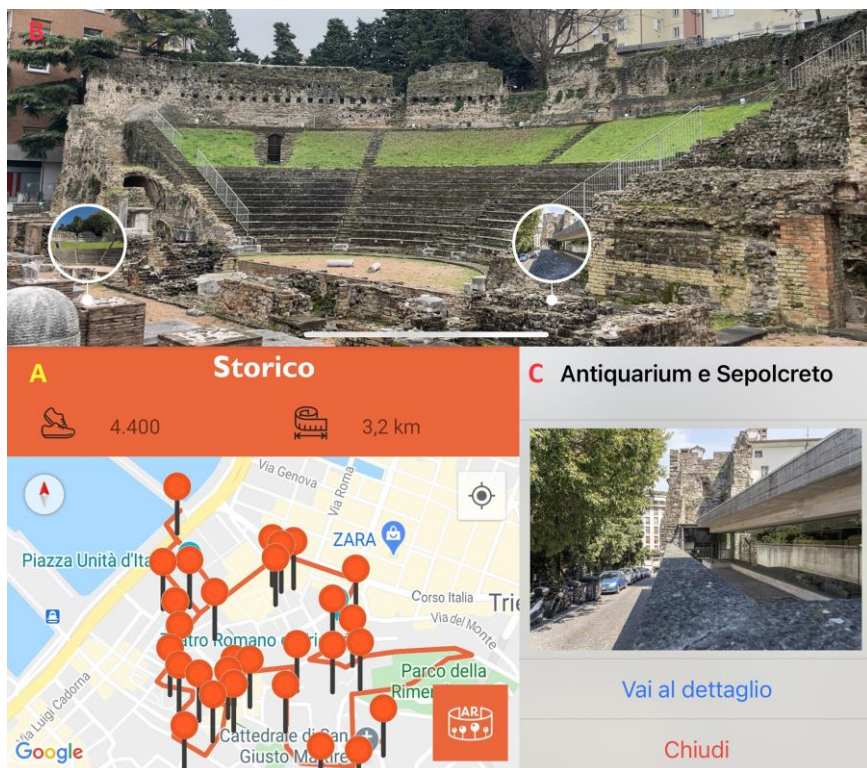 B
A
Storico
4.400
3,2 km
Via Genova
Via Roma
ZARA
Piazza Unità d'Ita
Corso Italia
Trie
Via del Monte
Teatro Romano
Parco della
Rimem
Via Luigi Cadorna
AR
Cattedrale di San
Giusto Martire
Google
C Antiquarium e Sepolcreto
Vai al dettaglio
Chiudi